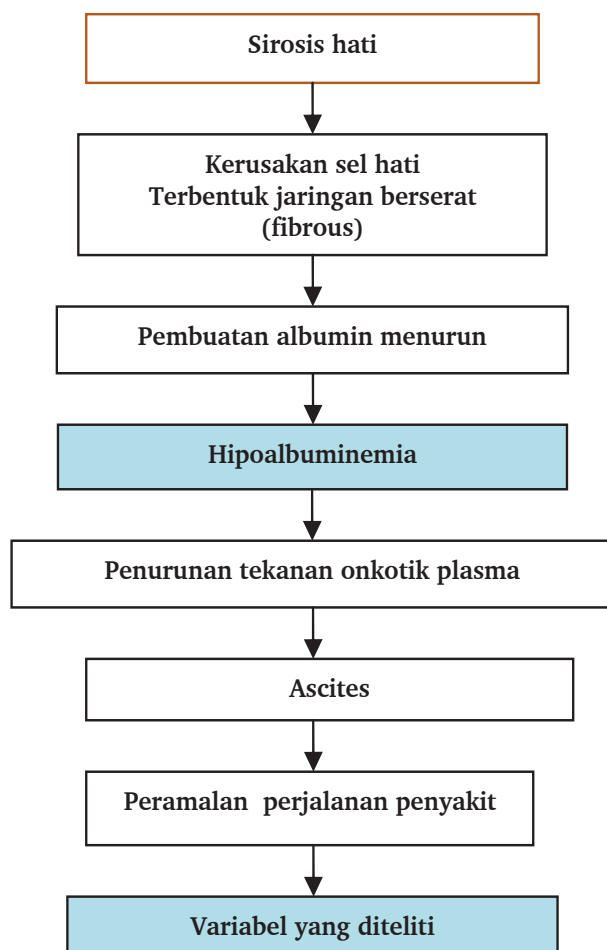 Sirosis hati
Kerusakan sel hati
Terbentuk jaringan berserat
(fibrous)
Pembuatan albumin menurun
Hipoalbuminemia
Penurunan tekanan onkotik plasma
Ascites
Peramalan perjalanan penyakit
Variabel yang diteliti